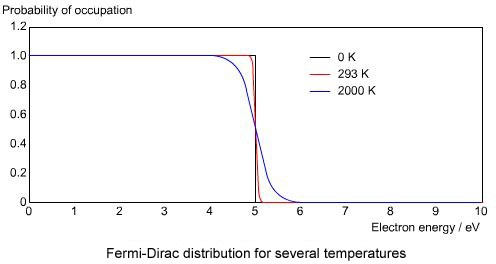 Probability of occupation
1.2
1.0
0.8
0.6
0.4
0.2
0
0 K
293 K
2000 K
0 1 2 3 4 5 6 7 8 9 10
Electron energy / eV
Fermi-Dirac distribution for several temperatures